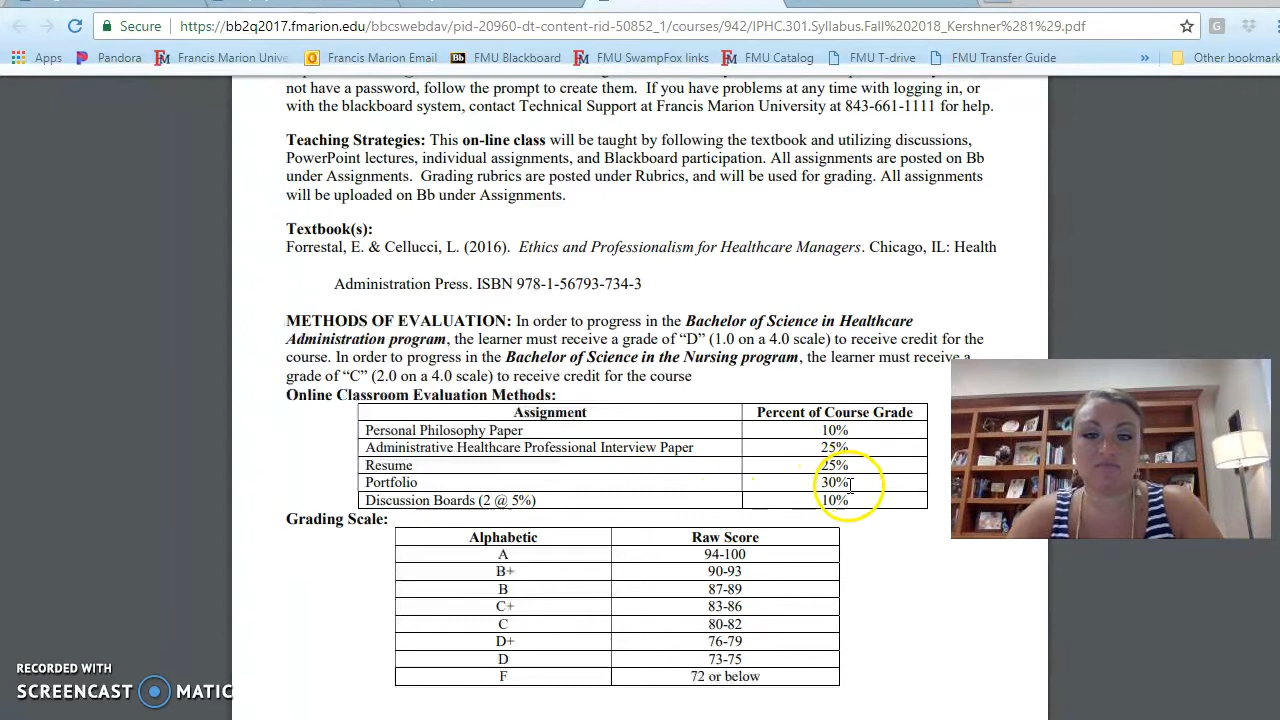 Secure https://bb2q2017.fmarion.edu/bbcswebdav/pid-20960-dt-content-rid-50852_1/courses/942/IPHC.301.Syllabus.Fall%202018_Kershner%281%29.pdf
Apps Pandora Francis Marion Unive Francis Marion Email Bb FMU Blackboard FMU SwampFox links FMU Catalog FMU T-drive FMU Transfer Guide » Other bookmark
not have a password, follow the prompt to create them. If you have problems at any time with logging in, or
with the blackboard system, contact Technical Support at Francis Marion University at 843-661-1111 for help.
Teaching Strategies: This on-line class will be taught by following the textbook and utilizing discussions,
PowerPoint lectures, individual assignments, and Blackboard participation. All assignments are posted on Bb
under Assignments. Grading rubrics are posted under Rubrics, and will be used for grading. All assignments
will be uploaded on Bb under Assignments.
Textbook(s):
Forrestal, E. & Cellucci, L. (2016). Ethics and Professionalism for Healthcare Managers. Chicago, IL: Health
Administration Press. ISBN 978-1-56793-734-3
METHODS OF EVALUATION: In order to progress in the Bachelor of Science in Healthcare
Administration program, the learner must receive a grade of “D” (1.0 on a 4.0 scale) to receive credit for the
course. In order to progress in the Bachelor of Science in the Nursing program, the learner must receive a
grade of “C” (2.0 on a 4.0 scale) to receive credit for the course
Online Classroom Evaluation Methods:
Assignment Percent of Course Grade
Personal Philosophy Paper 10%
Administrative Healthcare Professional Interview Paper 25%
Resume 25%
Portfolio 30%
Discussion Boards (2 @ 5%) 10%
Grading Scale:
Alphabetic Raw Score
A 94-100
B+ 90-93
B 87-89
C+ 83-86
C 80-82
D+ 76-79
D 73-75
F 72 or below
RECORDED WITH
SCREENCAST MATIC